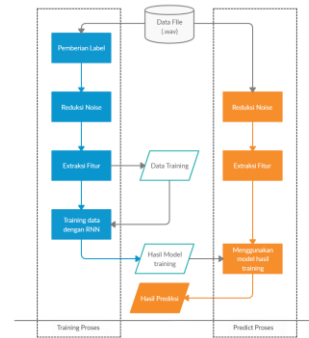 Data File
(.wav)
Pemberian Label
Reduksi Noise
Reduksi Noise
Extraksi Fitur
Data Training
Extraksi Fitur
Training data
dengan RNN
Hasil Model
training
Menggunakan
model hasil
training
Hasil Prediksi
Training Proses
Predict Proses